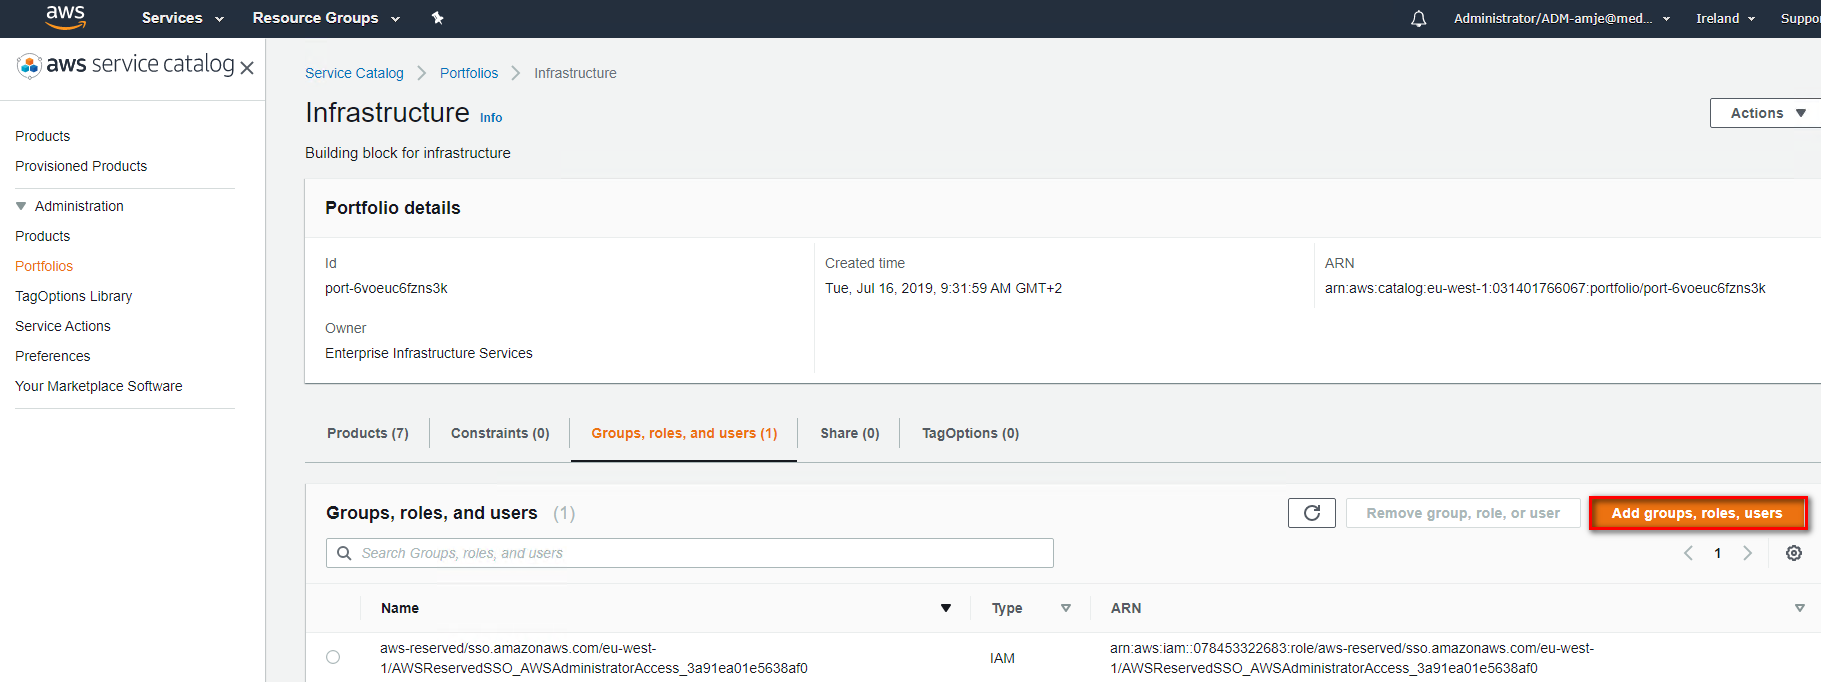 aws
Services
Resource Groups
Administrator/ADM-amje@med...
Ireland
Suppo
aws service catalog
Products
Provisioned Products
Administration
Products
Portfolios
TagOptions Library
Service Actions
Preferences
Your Marketplace Software
Service Catalog
Portfolios
Infrastructure
Infrastructure Info
Actions
Building block for infrastructure
Portfolio details
Id
port-6voeuc6fzns3k
Created time
Tue, Jul 16, 2019, 9:31:59 AM GMT+2
ARN
arn:aws:catalog:eu-west-1:031401766067:portfolio/port-6voeuc6fzns3k
Owner
Enterprise Infrastructure Services
Products (7)
Constraints (0)
Groups, roles, and users (1)
Share (0)
TagOptions (0)
Groups, roles, and users (1)
Remove group, role, or user
Add groups, roles, users
Search Groups, roles, and users
1
Name
Type
ARN
aws-reserved/sso.amazonaws.com/eu-west-
1/AWSReservedSSO_AWSAdministratorAccess_3a91ea01e5638af0
IAM
arn:aws:iam::078453322683:role/aws-reserved/sso.amazonaws.com/eu-west-
1/AWSReservedSSO_AWSAdministratorAccess_3a91ea01e5638af0